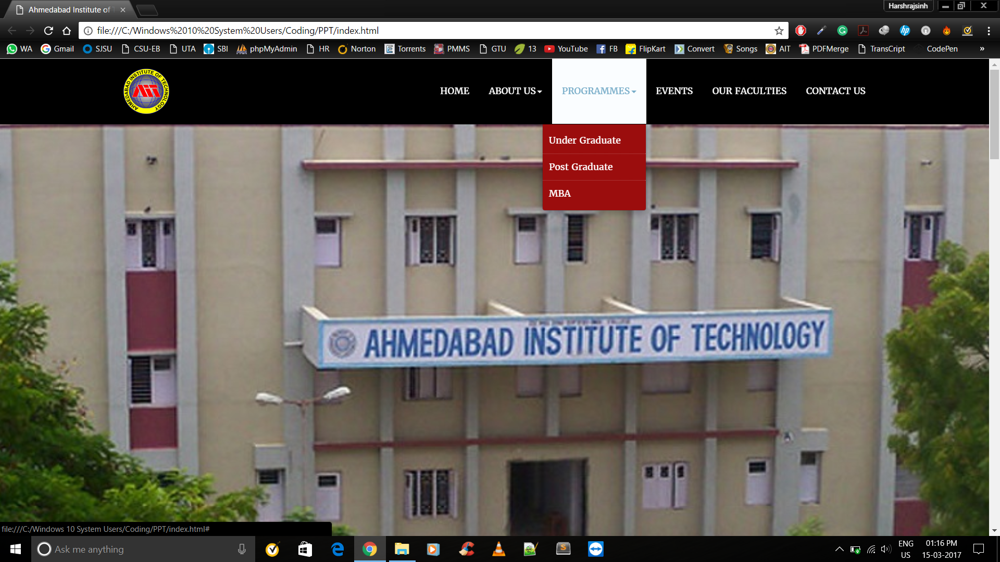 Ahmedabad Institute of T
Harshrajsinh
file:///C:/Windows%2010%20System%20Users/Coding/PPT/index.html
WA Gmail SJSU CSU-EB UTA SBI phpMyAdmin HR Norton Torrents PMMS GTU 13 YouTube FB FlipKart Convert Songs AIT PDFMerge TransCript CodePen »
AHMEDABAD INSTITUTE OF TECHNOLOGY
AIT
HOME ABOUT US PROGRAMMES EVENTS OUR FACULTIES CONTACT US
Under Graduate
Post Graduate
MBA
AHMEDABAD INSTITUTE OF TECHNOLOGY
file:///C:/Windows 10 System Users/Coding/PPT/index.html#
Ask me anything
ENG
US
01:16 PM
15-03-2017